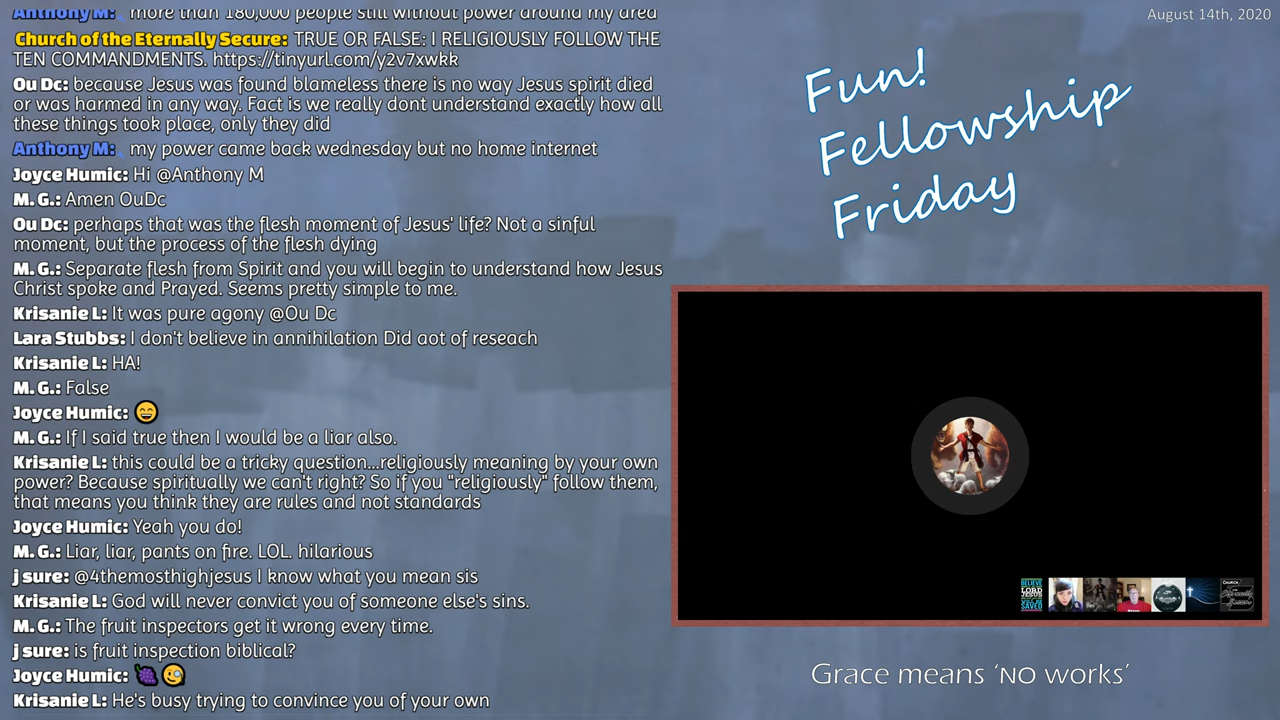 Anthony M: more than 180,000 people still without power around my area
Church of the Eternally Secure: TRUE OR FALSE: I RELIGIOUSLY FOLLOW THE
TEN COMMANDMENTS. https://tinyurl.com/y2v7xwkk
Ou Dc: because Jesus was found blameless there is no way Jesus spirit died
or was harmed in any way. Fact is we really dont understand exactly how all
these things took place, only they did
Anthony M: my power came back wednesday but no home internet
Joyce Humic: Hi @Anthony M
M. G.: Amen OuDc
Ou Dc: perhaps that was the flesh moment of Jesus' life? Not a sinful
moment, but the process of the flesh dying
M. G.: Separate flesh from Spirit and you will begin to understand how Jesus
Christ spoke and Prayed. Seems pretty simple to me.
Krisanie L: It was pure agony @Ou Dc
Lara Stubbs: I don't believe in annihilation Did aot of reseach
Krisanie L: HA!
M. G.: False
Joyce Humic: 😄
M. G.: If I said true then I would be a liar also.
Krisanie L: this could be a tricky question...religiously meaning by your own
power? Because spiritually we can't right? So if you "religiously" follow them,
that means you think they are rules and not standards
Joyce Humic: Yeah you do!
M. G.: Liar, liar, pants on fire. LOL. hilarious
j sure: @4themosthighjesus I know what you mean sis
Krisanie L: God will never convict you of someone else's sins.
M. G.: The fruit inspectors get it wrong every time.
j sure: is fruit inspection biblical?
Joyce Humic: 🍇 🧐
Krisanie L: He's busy trying to convince you of your own
August 14th, 2020
Fun!
Fellowship
Friday
BELIEVE
LORD
JESUS
SAVED
Grace means ‘NO works’